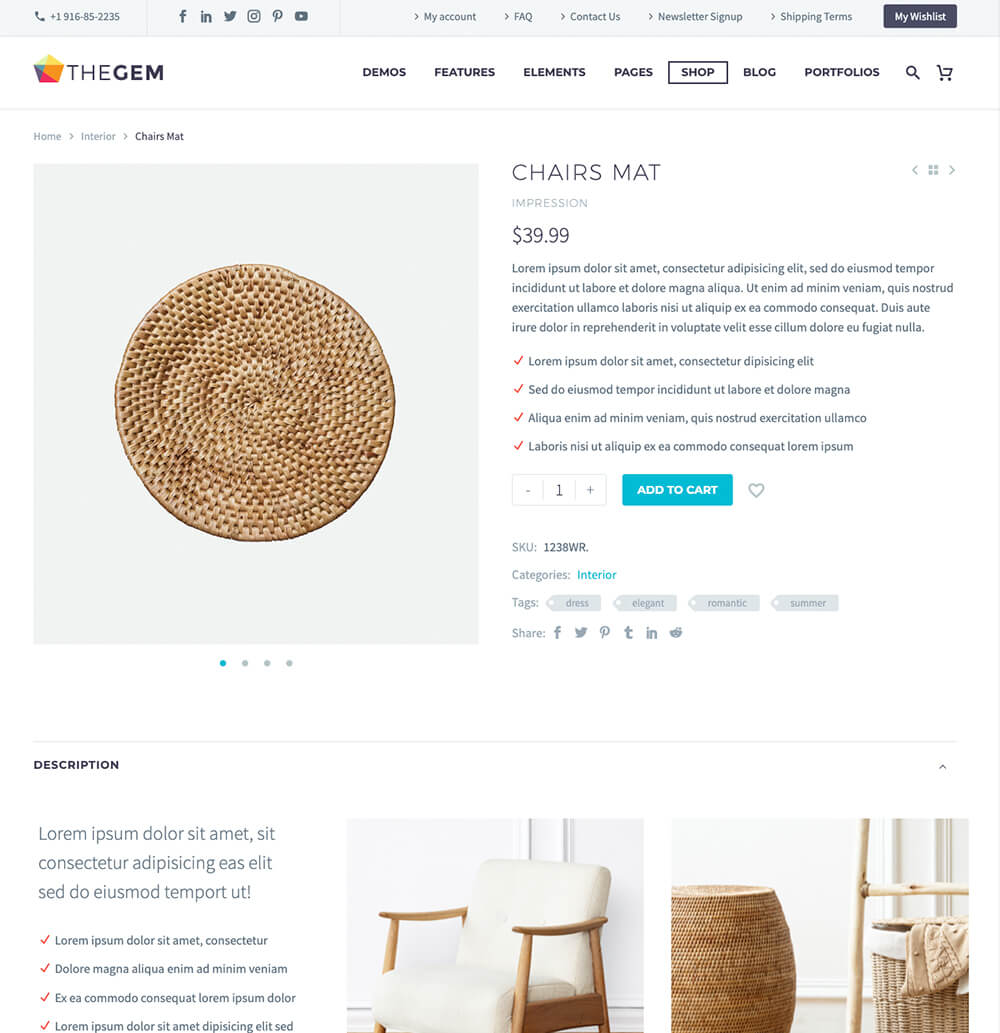 +1 916-85-2235
My account
FAQ
Contact Us
Newsletter Signup
Shipping Terms
My Wishlist
THEGEM
DEMOS
FEATURES
ELEMENTS
PAGES
SHOP
BLOG
PORTFOLIOS
Home > Interior > Chairs Mat
CHAIRS MAT
IMPRESSION
$39.99
Lorem ipsum dolor sit amet, consectetur adipisicing elit, sed do eiusmod tempor
incididunt ut labore et dolore magna aliqua. Ut enim ad minim veniam, quis nostrud
exercitation ullamco laboris nisi ut aliquip ex ea commodo consequat. Duis aute
irure dolor in reprehenderit in voluptate velit esse cillum dolore eu fugiat nulla.
Lorem ipsum dolor sit amet, consectetur dipisicing elit
Sed do eiusmod tempor incididunt ut labore et dolore magna
Aliqua enim ad minim veniam, quis nostrud exercitation ullamco
Laboris nisi ut aliquip ex ea commodo consequat lorem ipsum
- 1 +
ADD TO CART
SKU: 1238WR.
Categories: Interior
Tags: dress elegant romantic summer
Share:
DESCRIPTION
Lorem ipsum dolor sit amet, sit
consectetur adipisicing eas elit
sed do eiusmod temport ut!
Lorem ipsum dolor sit amet, consectetur
Dolore magna aliqua enim ad minim veniam
Ex ea commodo consequat lorem ipsum dolor
Lorem ipsum dolor sit amet dipisicing elit sed